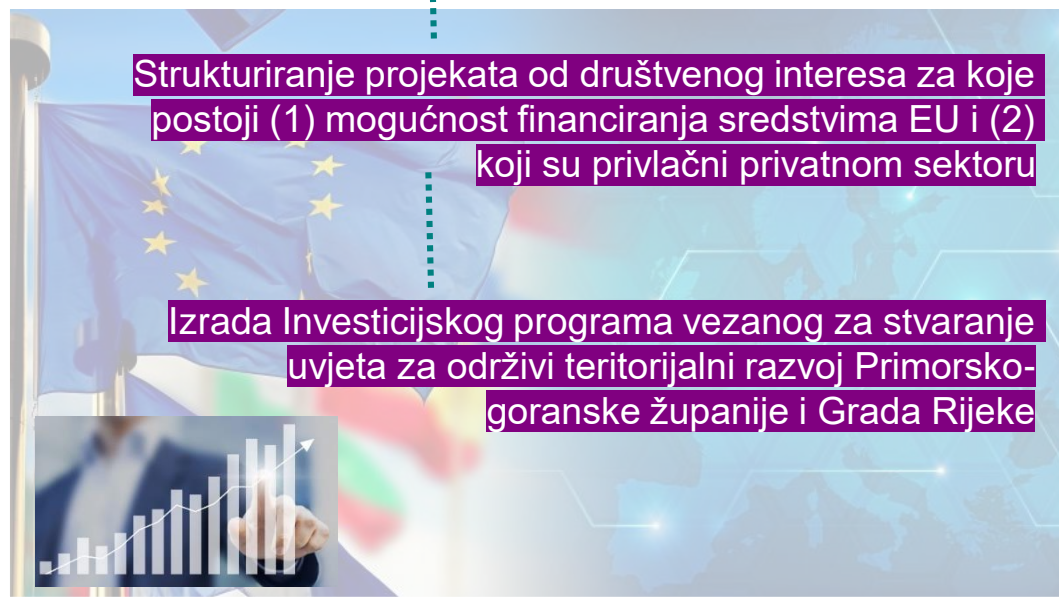 Strukturiranje projekata od društvenog interesa za koje
postoji (1) mogućnost financiranja sredstvima EU i (2)
koji su privlačni privatnom sektoru
Izrada Investicijskog programa vezanog za stvaranje
uvjeta za održivi teritorijalni razvoj Primorsko-
goranske županije i Grada Rijeke